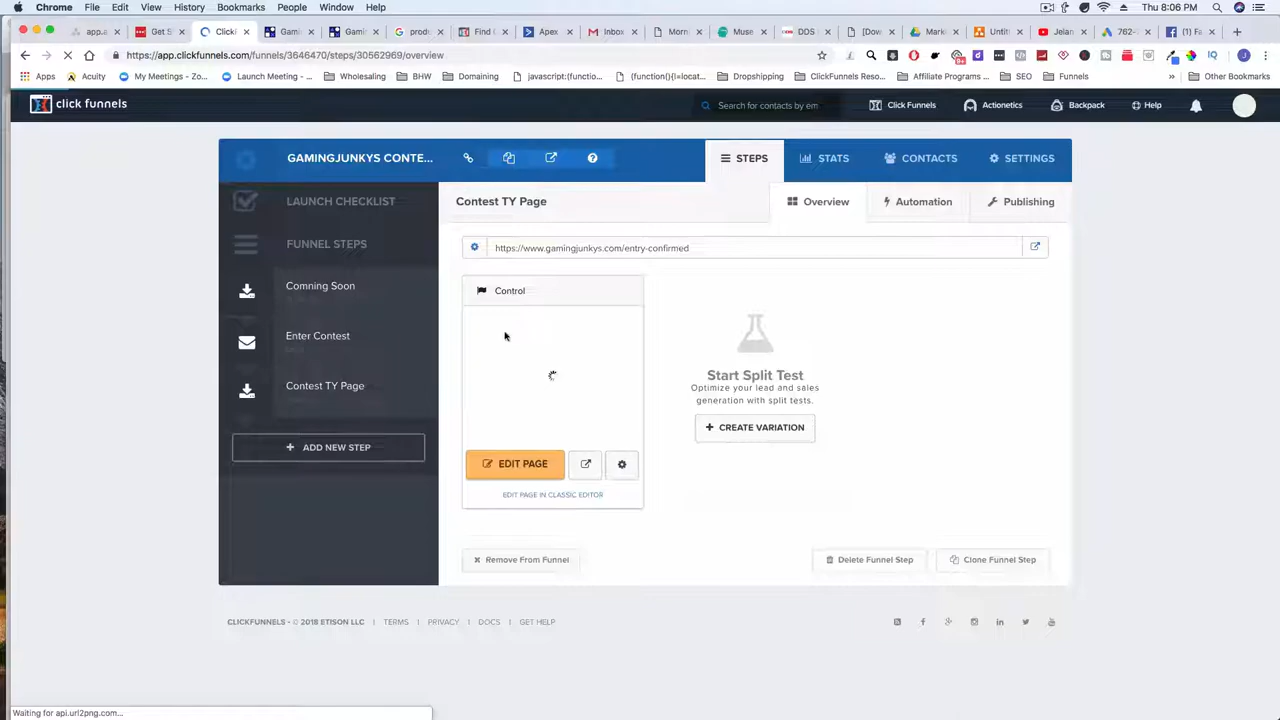 Chrome File Edit View History Bookmarks People Window Help Thu 8:06 PM
app.a Get S Clickl Gami Gami prodi Find ( Apex Inbox Morn Muse DDS [Dow Mark Untit Jelan 762- (1) Fa
https://app.clickfunnels.com/funnels/3646470/steps/30562969/overview
Apps Acuity My Meetings - Zo... Launch Meeting - ... Wholesaling BHW Domaining javascript:(functio... (function(){l=locat... Dropshipping ClickFunnels Reso... Affiliate Programs ... SEO Funnels » Other Bookmarks
click funnels Search for contacts by em Click Funnels Actionetics Backpack Help
GAMINGJUNKYS CONTE... STEPS STATS CONTACTS SETTINGS
LAUNCH CHECKLIST
Contest TY Page Overview Automation Publishing
FUNNEL STEPS
https://www.gamingjunkys.com/entry-confirmed
Comming Soon
Control
Enter Contest
Contest TY Page
Start Split Test
Optimize your lead and sales
generation with split tests.
+ CREATE VARIATION
+ ADD NEW STEP
EDIT PAGE
EDIT PAGE IN CLASSIC EDITOR
Remove From Funnel Delete Funnel Step Clone Funnel Step
CLICKFUNNELS - © 2018 ETISON LLC | TERMS | PRIVACY | DOCS | GET HELP
Waiting for api.url2png.com...